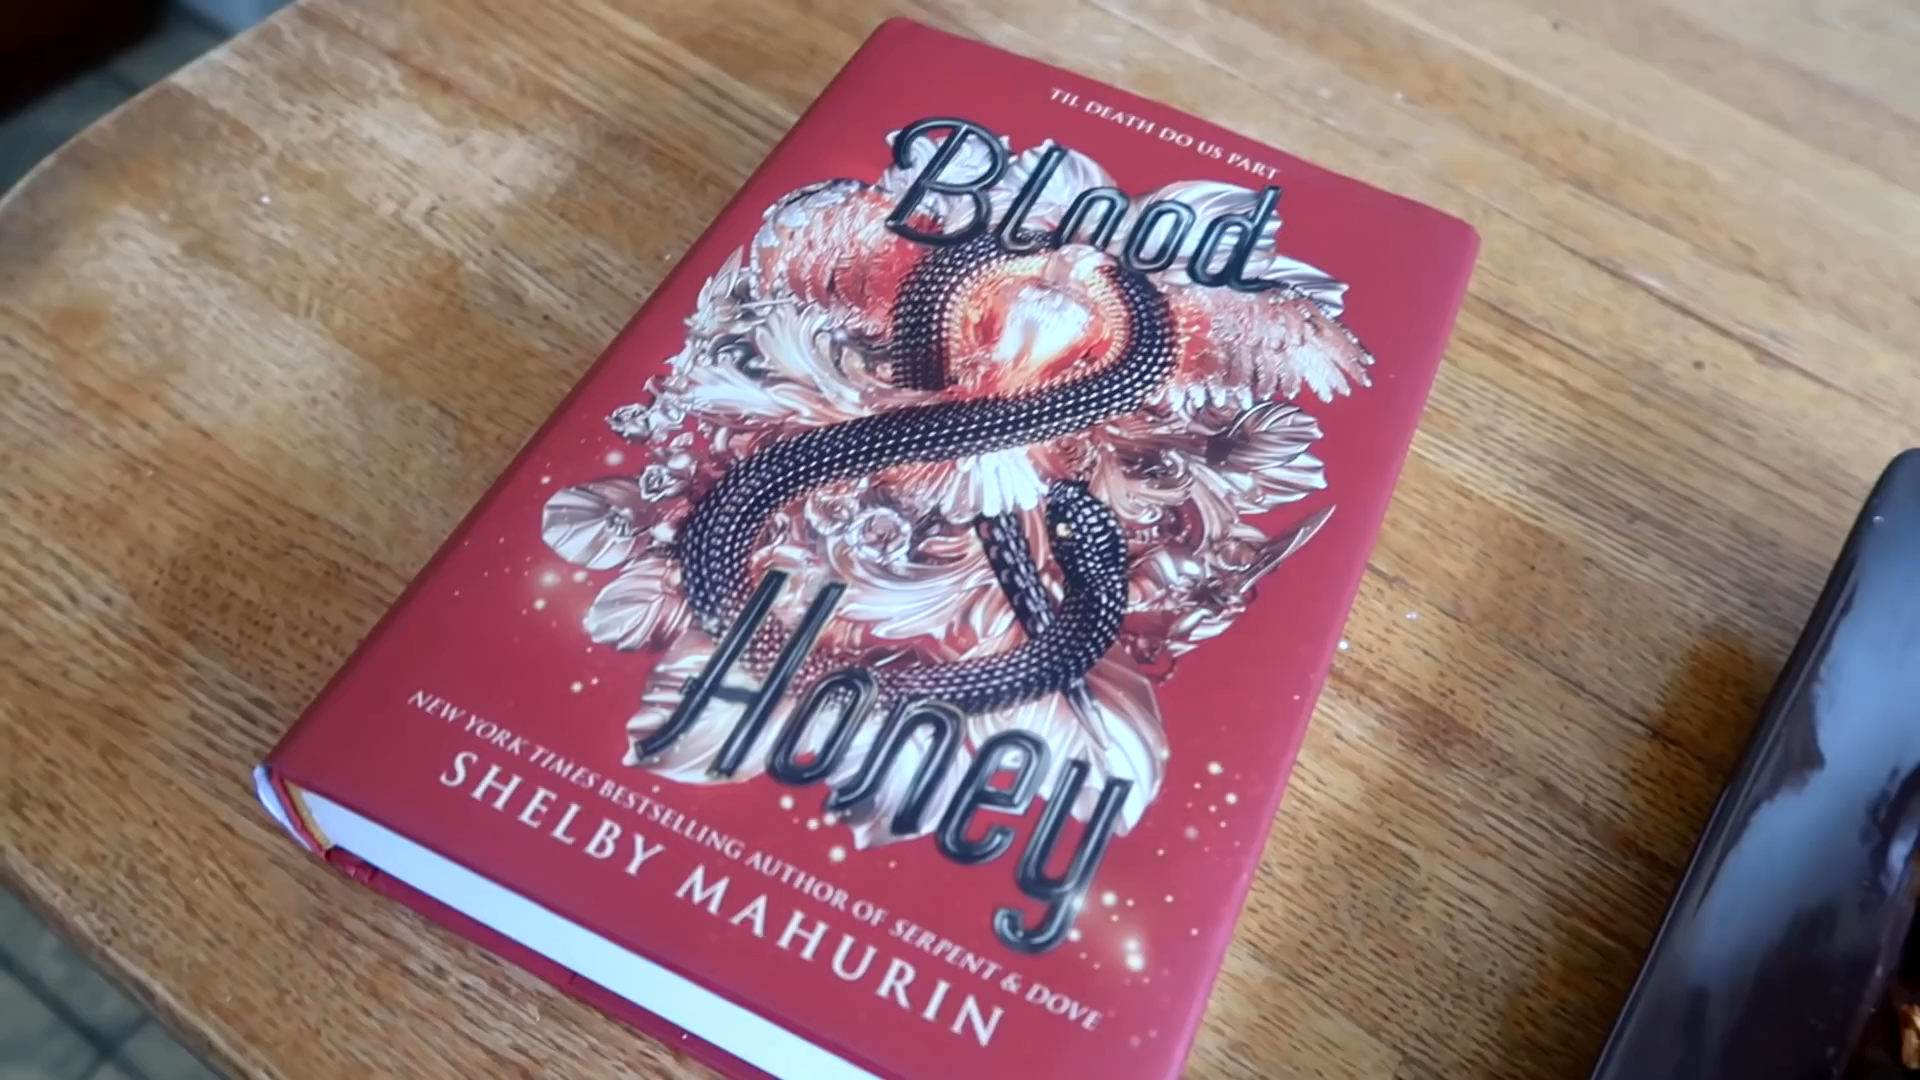 TIL DEATH DO US PART
Blood
&
Honey
NEW YORK TIMES BESTSELLING AUTHOR OF SERPENT & DOVE
SHELBY MAHURIN